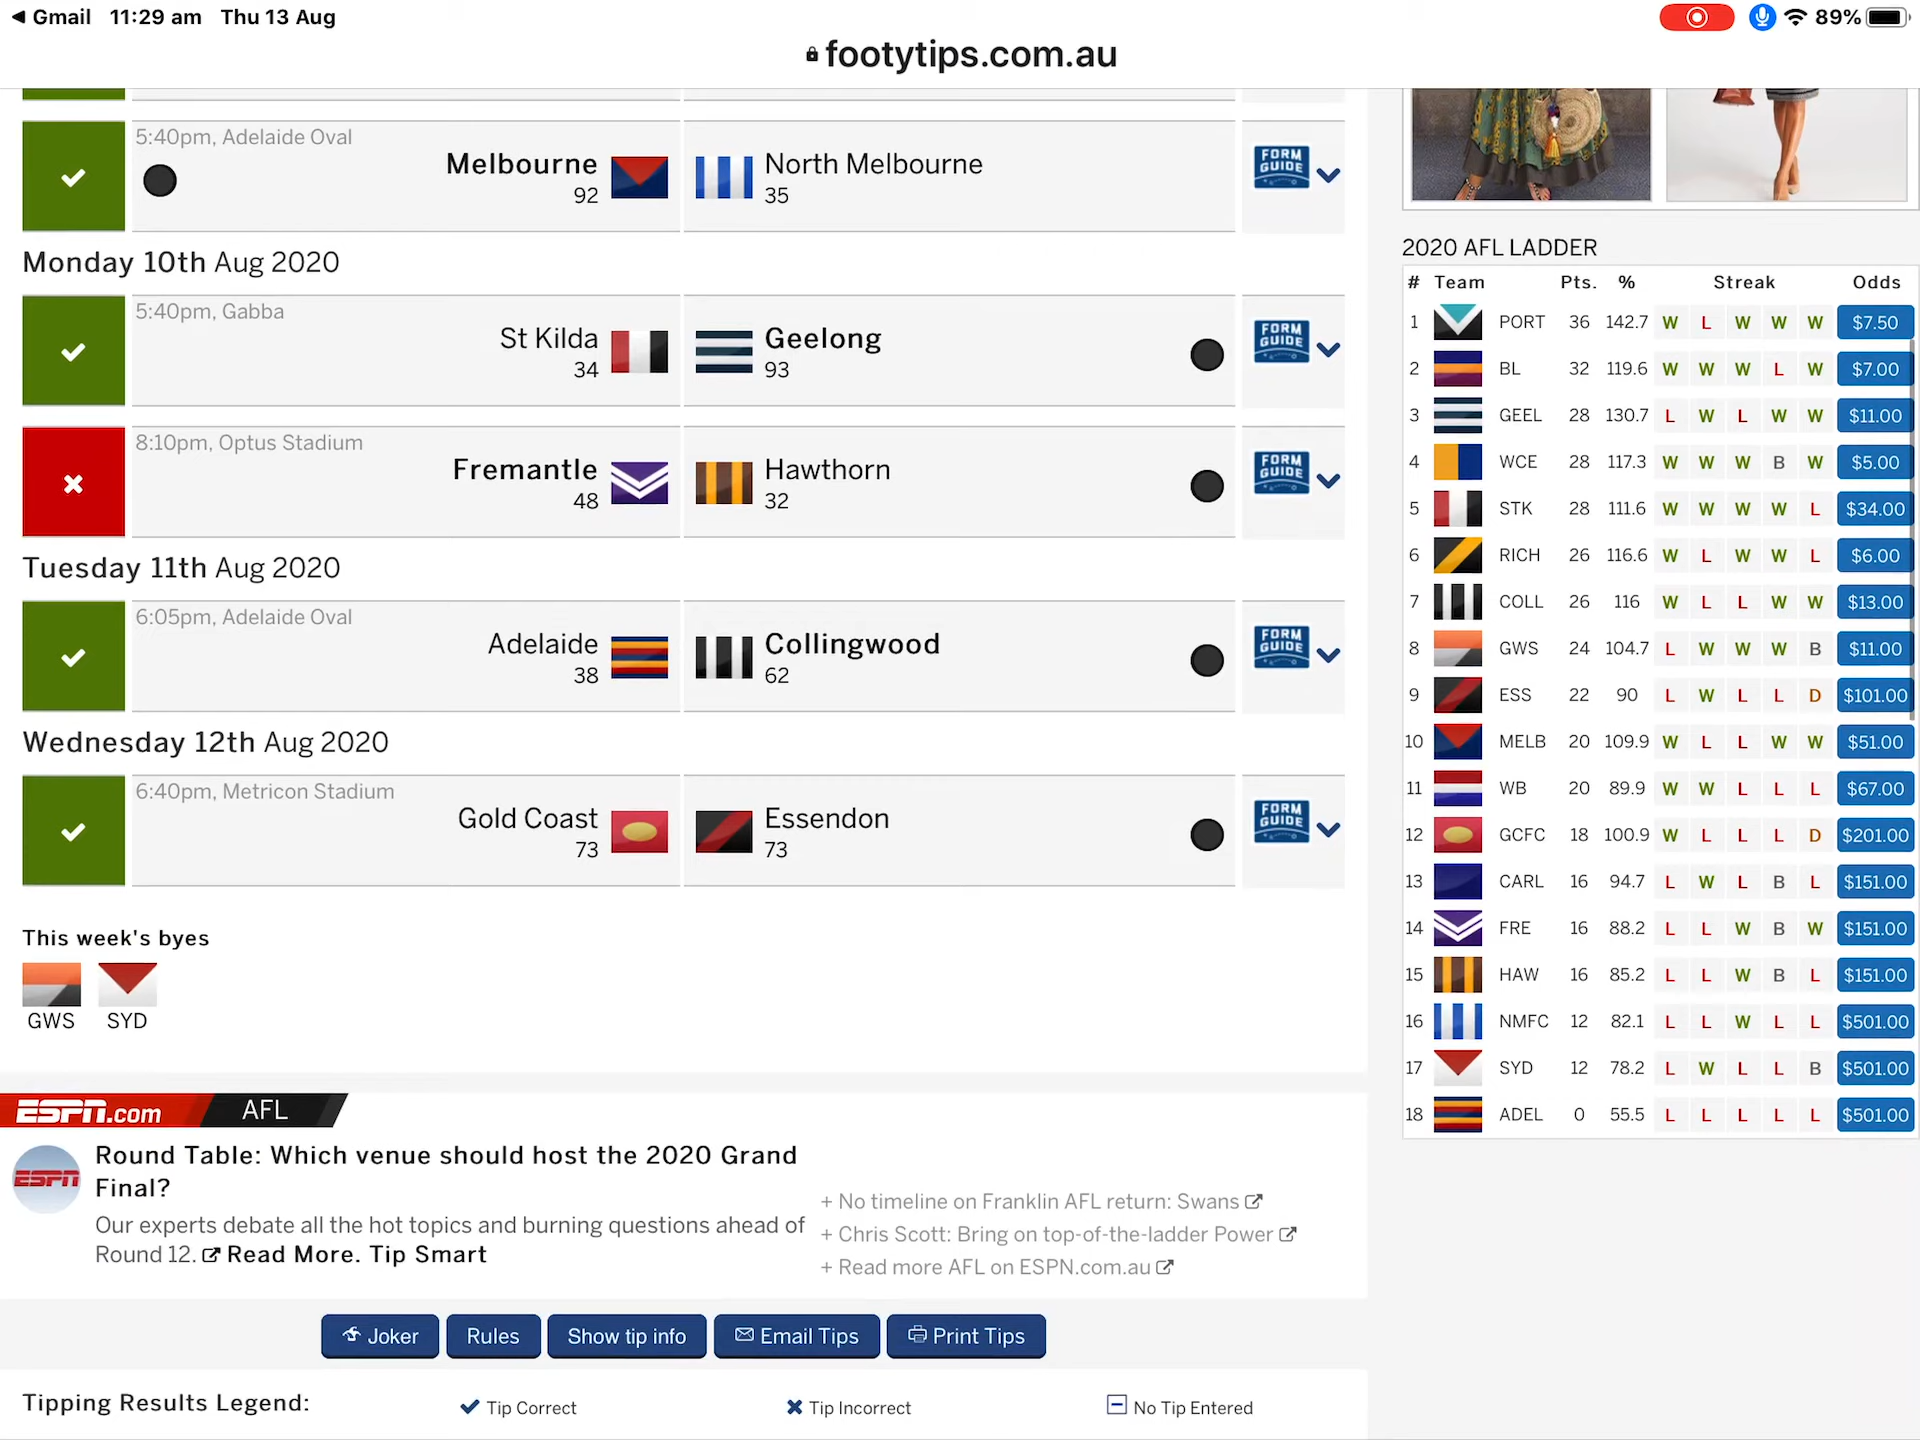 Gmail 11:29 am Thu 13 Aug
89%
footytips.com.au
5:40pm, Adelaide Oval
Melbourne
92
North Melbourne
35
FORM GUIDE
Monday 10th Aug 2020
5:40pm, Gabba
St Kilda
34
Geelong
93
FORM GUIDE
8:10pm, Optus Stadium
Fremantle
48
Hawthorn
32
FORM GUIDE
Tuesday 11th Aug 2020
6:05pm, Adelaide Oval
Adelaide
38
Collingwood
62
FORM GUIDE
Wednesday 12th Aug 2020
6:40pm, Metricon Stadium
Gold Coast
73
Essendon
73
FORM GUIDE
This week's byes
GWS SYD
ESPN.com AFL
ESPN
Round Table: Which venue should host the 2020 Grand
Final?
Our experts debate all the hot topics and burning questions ahead of
Round 12. Read More. Tip Smart
+ No timeline on Franklin AFL return: Swans
+ Chris Scott: Bring on top-of-the-ladder Power
+ Read more AFL on ESPN.com.au
Joker Rules Show tip info Email Tips Print Tips
Tipping Results Legend: Tip Correct Tip Incorrect No Tip Entered
2020 AFL LADDER
# Team Pts. % Streak Odds
1 PORT 36 142.7 W L W W W $7.50
2 BL 32 119.6 W W W L W $7.00
3 GEEL 28 130.7 L W L W W $11.00
4 WCE 28 117.3 W W W B W $5.00
5 STK 28 111.6 W W W W L $34.00
6 RICH 26 116.6 W L W W L $6.00
7 COLL 26 116 W L L W W $13.00
8 GWS 24 104.7 L W W W B $11.00
9 ESS 22 90 L W L L D $101.00
10 MELB 20 109.9 W L L W W $51.00
11 WB 20 89.9 W W L L L $67.00
12 GCFC 18 100.9 W L L L D $201.00
13 CARL 16 94.7 L W L B L $151.00
14 FRE 16 88.2 L L W B W $151.00
15 HAW 16 85.2 L L W B L $151.00
16 NMFC 12 82.1 L L W L L $501.00
17 SYD 12 78.2 L W L L B $501.00
18 ADEL 0 55.5 L L L L L $501.00